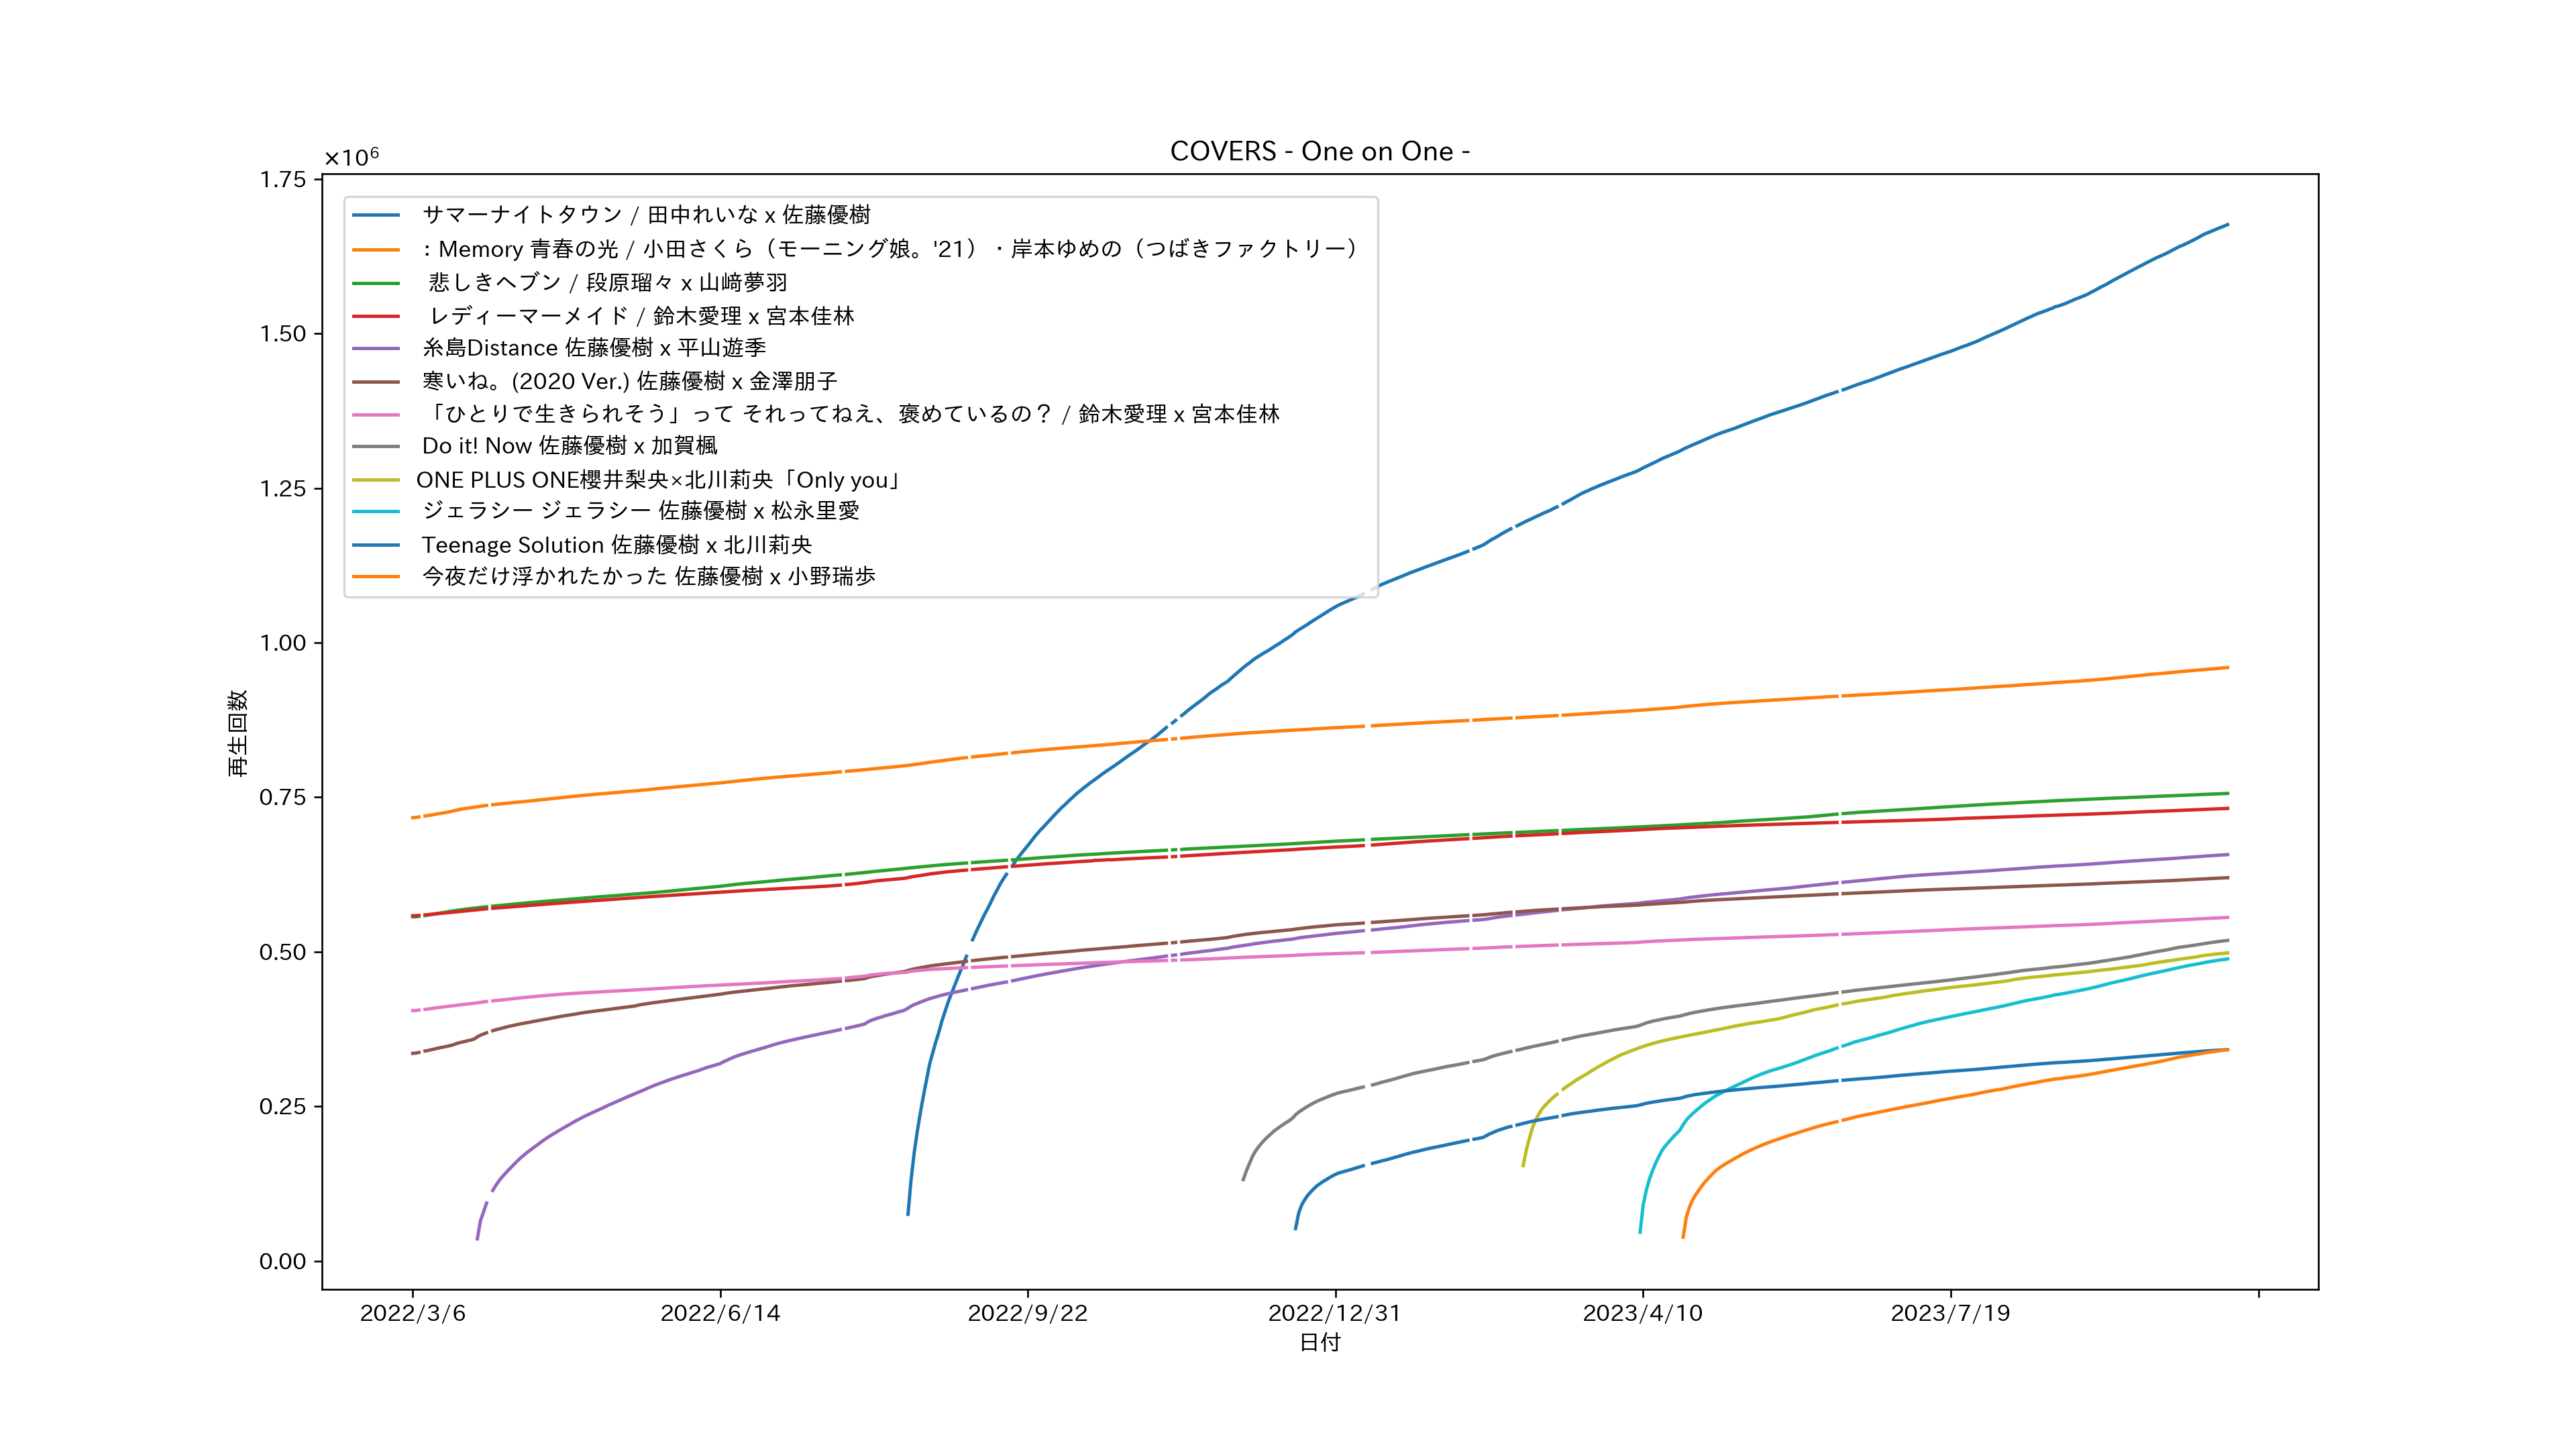 COVERS - One on One -
×10⁶
1.75
1.50
1.25
1.00
0.75
0.50
0.25
0.00
再生回数
サマーナイトタウン / 田中れいな x 佐藤優樹
: Memory 青春の光 / 小田さくら（モーニング娘。'21）・岸本ゆめの（つばきファクトリー）
悲しきヘブン / 段原瑠々 x 山﨑夢羽
レディーマーメイド / 鈴木愛理 x 宮本佳林
糸島Distance 佐藤優樹 x 平山遊季
寒いね。(2020 Ver.) 佐藤優樹 x 金澤朋子
「ひとりで生きられそう」って それってねえ、褒めているの？ / 鈴木愛理 x 宮本佳林
Do it! Now 佐藤優樹 x 加賀楓
ONE PLUS ONE櫻井梨央×北川莉央「Only you」
ジェラシー ジェラシー 佐藤優樹 x 松永里愛
Teenage Solution 佐藤優樹 x 北川莉央
今夜だけ浮かれたかった 佐藤優樹 x 小野瑞歩
2022/3/6
2022/6/14
2022/9/22
2022/12/31
2023/4/10
2023/7/19
日付